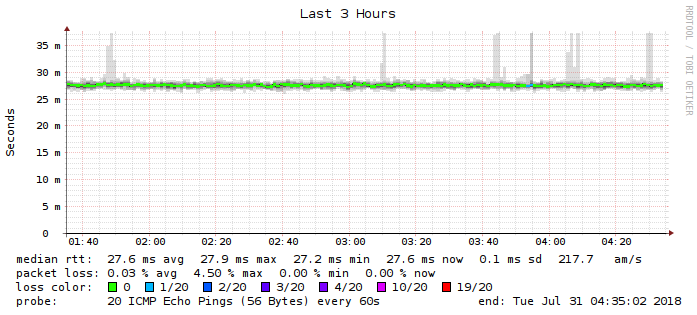 Last 3 Hours
RRDTOOL / TOBI OETIKER
Seconds
35 m
30 m
25 m
20 m
15 m
10 m
5 m
0
01:40 02:00 02:20 02:40 03:00 03:20 03:40 04:00 04:20
median rtt: 27.6 ms avg 27.9 ms max 27.2 ms min 27.6 ms now 0.1 ms sd 217.7 am/s
packet loss: 0.03 % avg 4.50 % max 0.00 % min 0.00 % now
loss color: 0 1/20 2/20 3/20 4/20 10/20 19/20
probe: 20 ICMP Echo Pings (56 Bytes) every 60s end: Tue Jul 31 04:35:02 2018